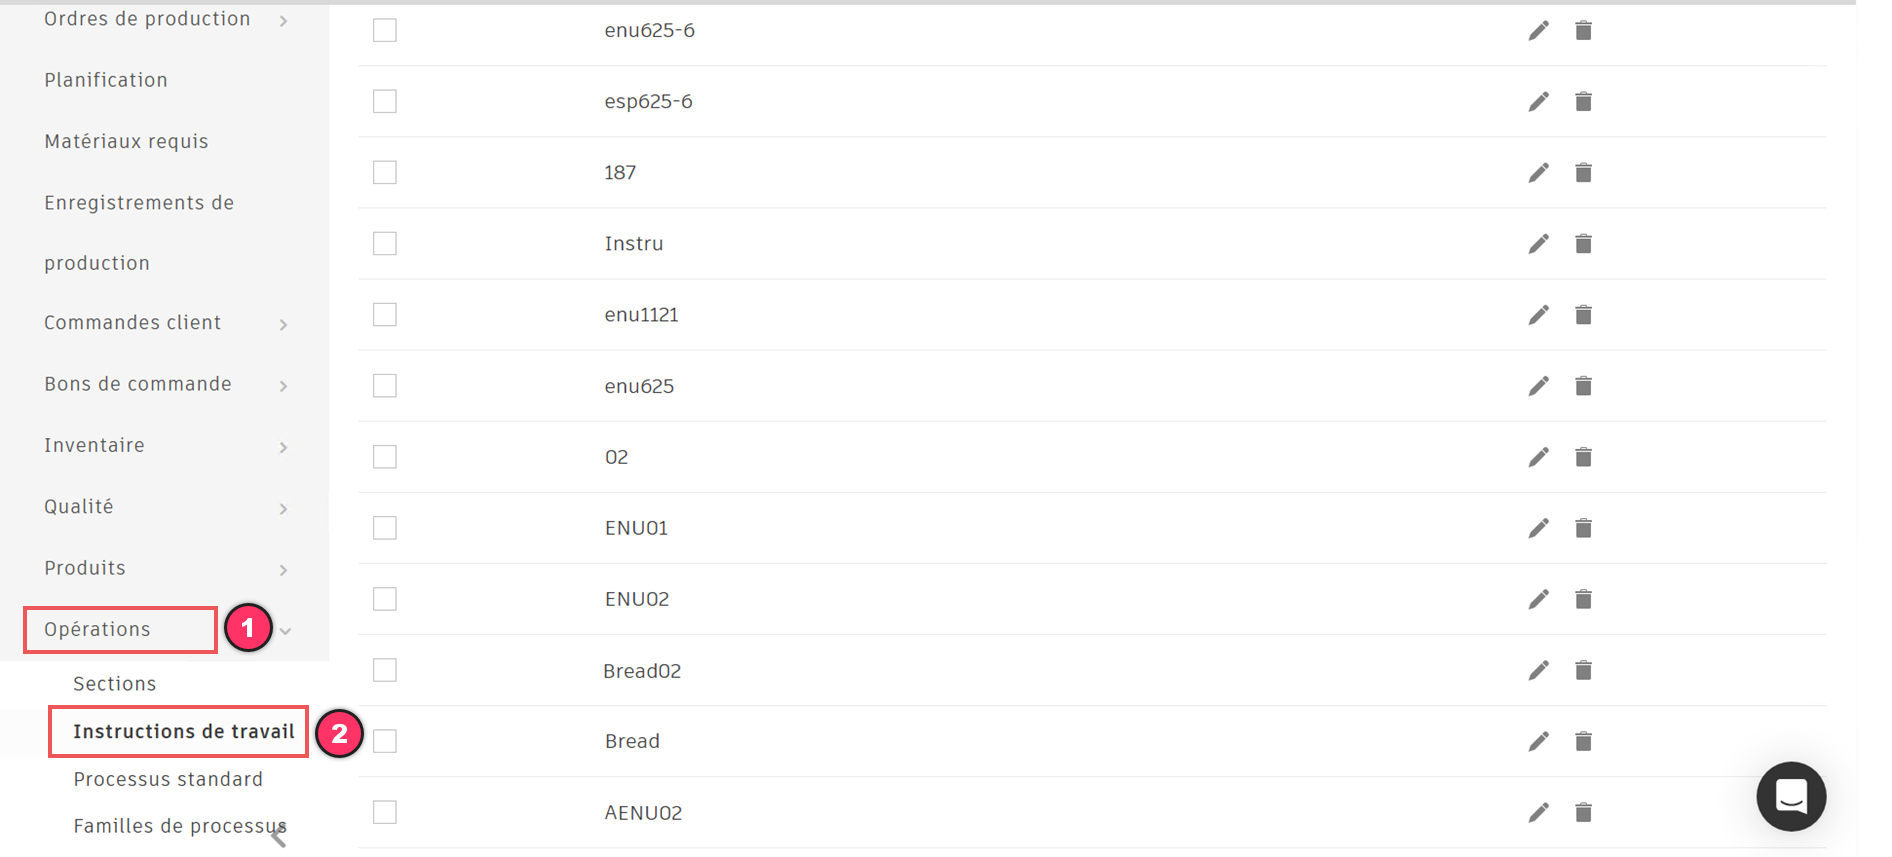 Ordres de production
Planification
Matériaux requis
Enregistrements de
production
Commandes client
Bons de commande
Inventaire
Qualité
Produits
Opérations
1
Sections
Instructions de travail
2
Processus standard
Familles de processus
enu625-6
esp625-6
187
Instru
enu1121
enu625
02
ENU01
ENU02
Bread02
Bread
AENU02